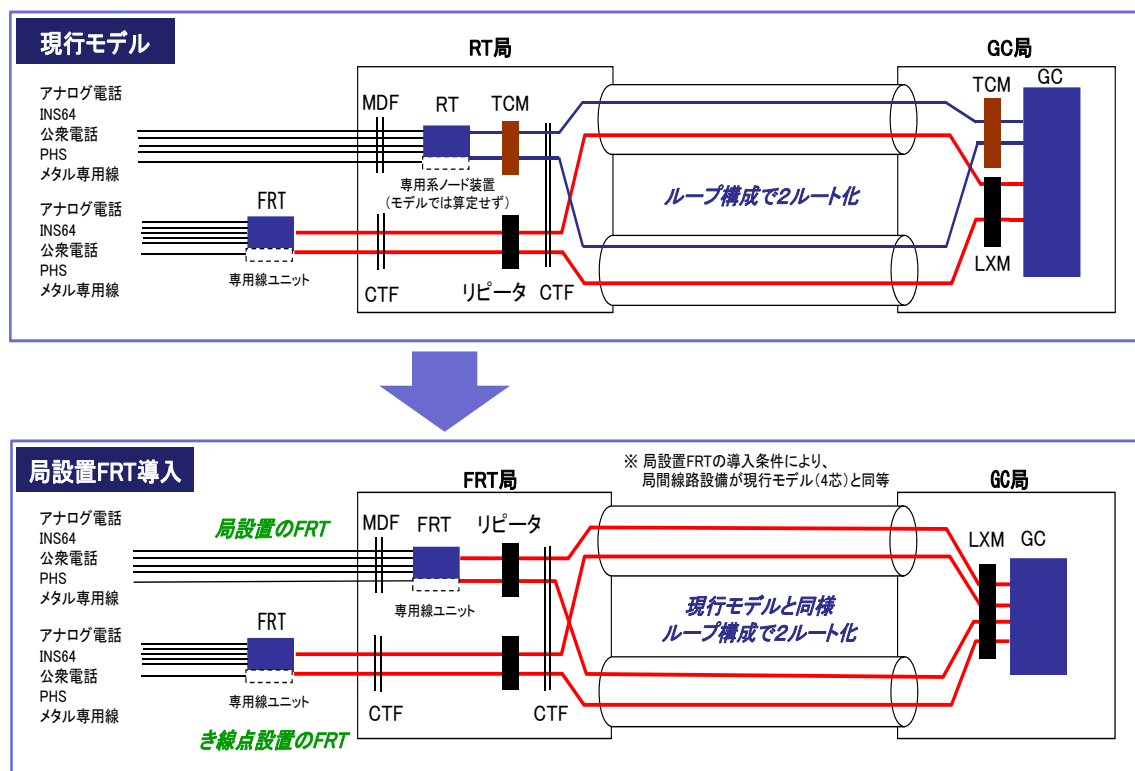 現行モデル
RT局
GC局
アナログ電話
INS64
公衆電話
PHS
メタル専用線
MDF
RT
TCM
TCM
GC
専用系ノード装置
(モデルでは算定せず)
ループ構成で2ルート化
アナログ電話
INS64
公衆電話
PHS
メタル専用線
FRT
専用線ユニット
CTF
リピータ
CTF
LXM
局設置FRT導入
FRT局
※ 局設置FRTの導入条件により、
局間線路設備が現行モデル(4芯)と同等
GC局
アナログ電話
INS64
公衆電話
PHS
メタル専用線
局設置のFRT
MDF
FRT
リピータ
LXM
GC
専用線ユニット
現行モデルと同様
ループ構成で2ルート化
アナログ電話
INS64
公衆電話
PHS
メタル専用線
FRT
専用線ユニット
CTF
CTF
き線点設置のFRT